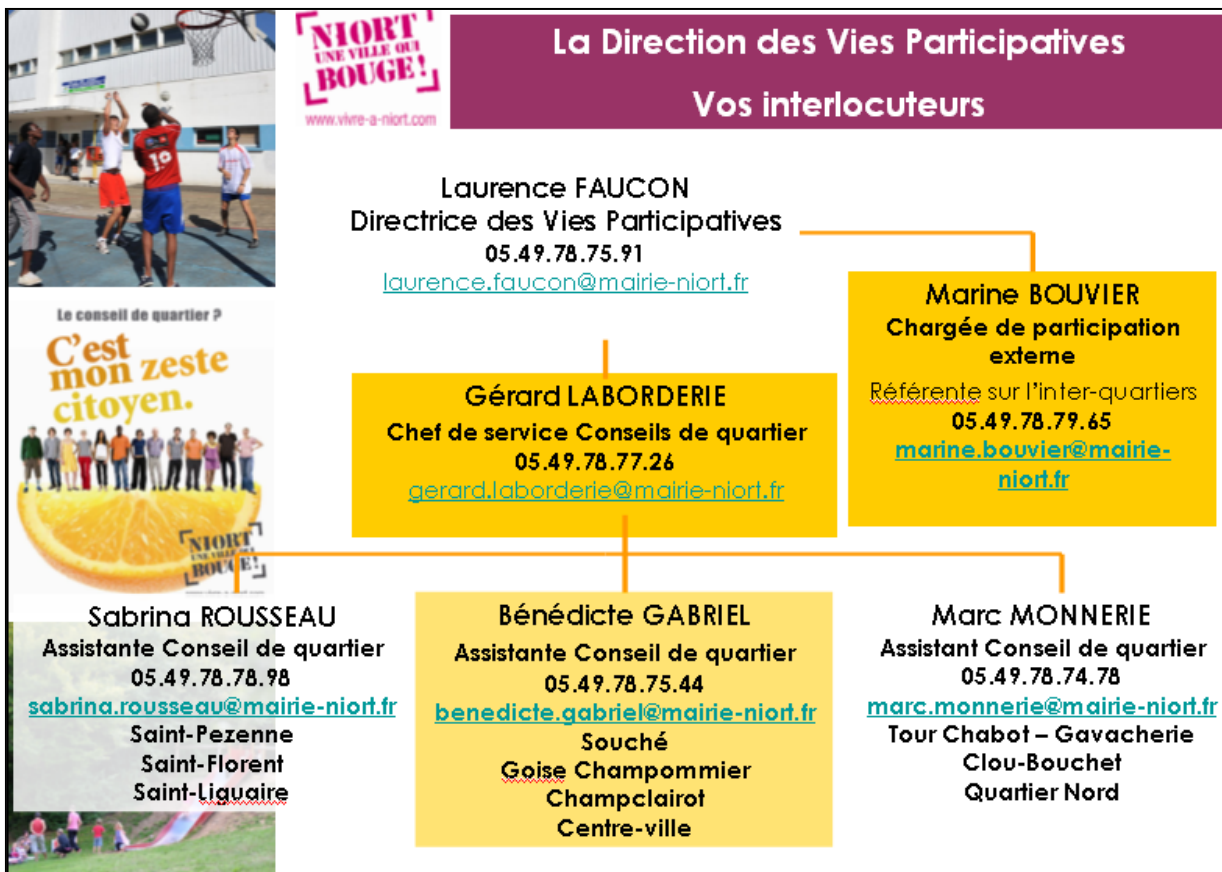 NIORT
UNE VILLE QUI
BOUGE!
www.vivre-a-niort.com
La Direction des Vies Participatives
Vos interlocuteurs
Laurence FAUCON
Directrice des Vies Participatives
05.49.78.75.91
laurence.faucon@mairie-niort.fr
Marine BOUVIER
Chargée de participation
externe
Référente sur l'inter-quartiers
05.49.78.79.65
marine.bouvier@mairie-
niort.fr
Le conseil de quartier ?
C'est
mon zeste
citoyen.
NIORT
UNE VILLE QUI
BOUGE!
Gérard LABORDERIE
Chef de service Conseils de quartier
05.49.78.77.26
gerard.laborderie@mairie-niort.fr
Sabrina ROUSSEAU
Assistante Conseil de quartier
05.49.78.78.98
sabrina.rousseau@mairie-niort.fr
Saint-Pezenne
Saint-Florent
Saint-Liguaire
Bénédicte GABRIEL
Assistante Conseil de quartier
05.49.78.75.44
benedicte.gabriel@mairie-niort.fr
Souché
Goise Champommier
Champclairot
Centre-ville
Marc MONNERIE
Assistant Conseil de quartier
05.49.78.74.78
marc.monnerie@mairie-niort.fr
Tour Chabot – Gavacherie
Clou-Bouchet
Quartier Nord